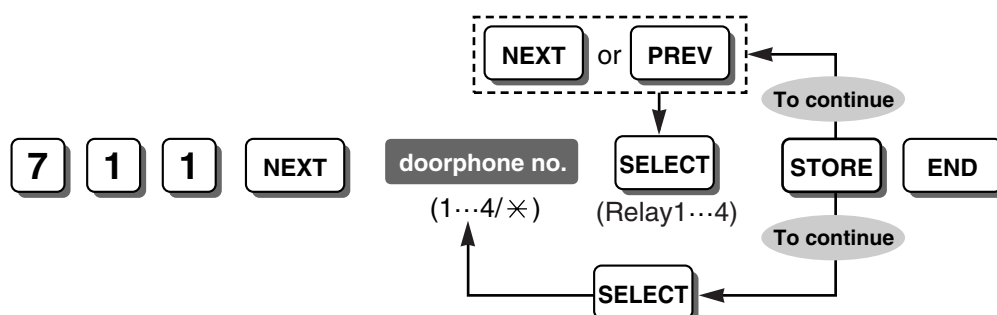 NEXT or PREV
To continue
7 1 1 NEXT doorphone no. SELECT STORE END
(1···4/✳) (Relay1···4)
To continue
SELECT